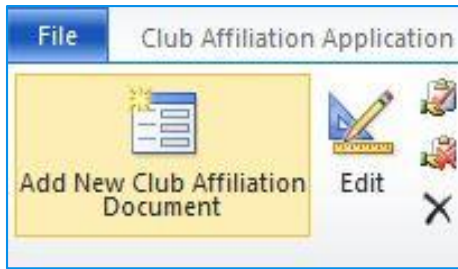 File Club Affiliation Application
Add New Club Affiliation
Document
Edit